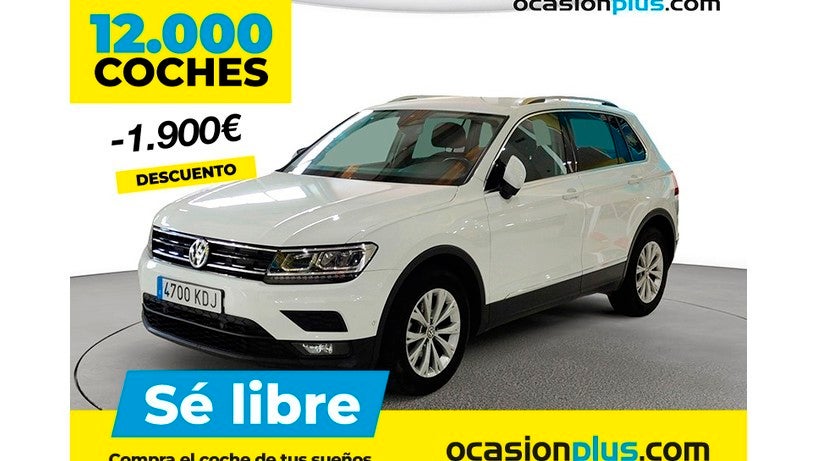 ocasionplus.com
12.000
COCHES
-1.900€
DESCUENTO
4700 KDJ
Sé libre
Compra el coche de tus sueños
ocasionplus.com